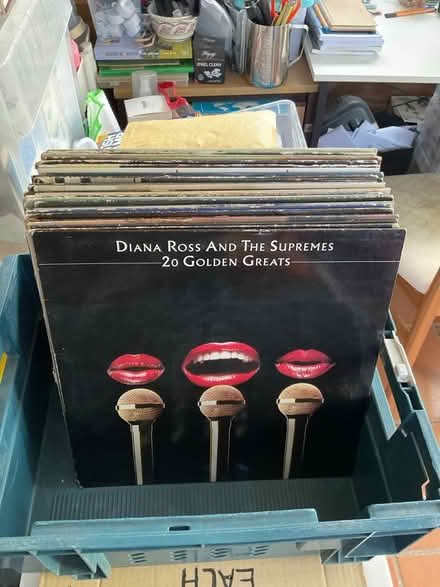 DIANA ROSS AND THE SUPREMES
20 GOLDEN GREATS
EACH